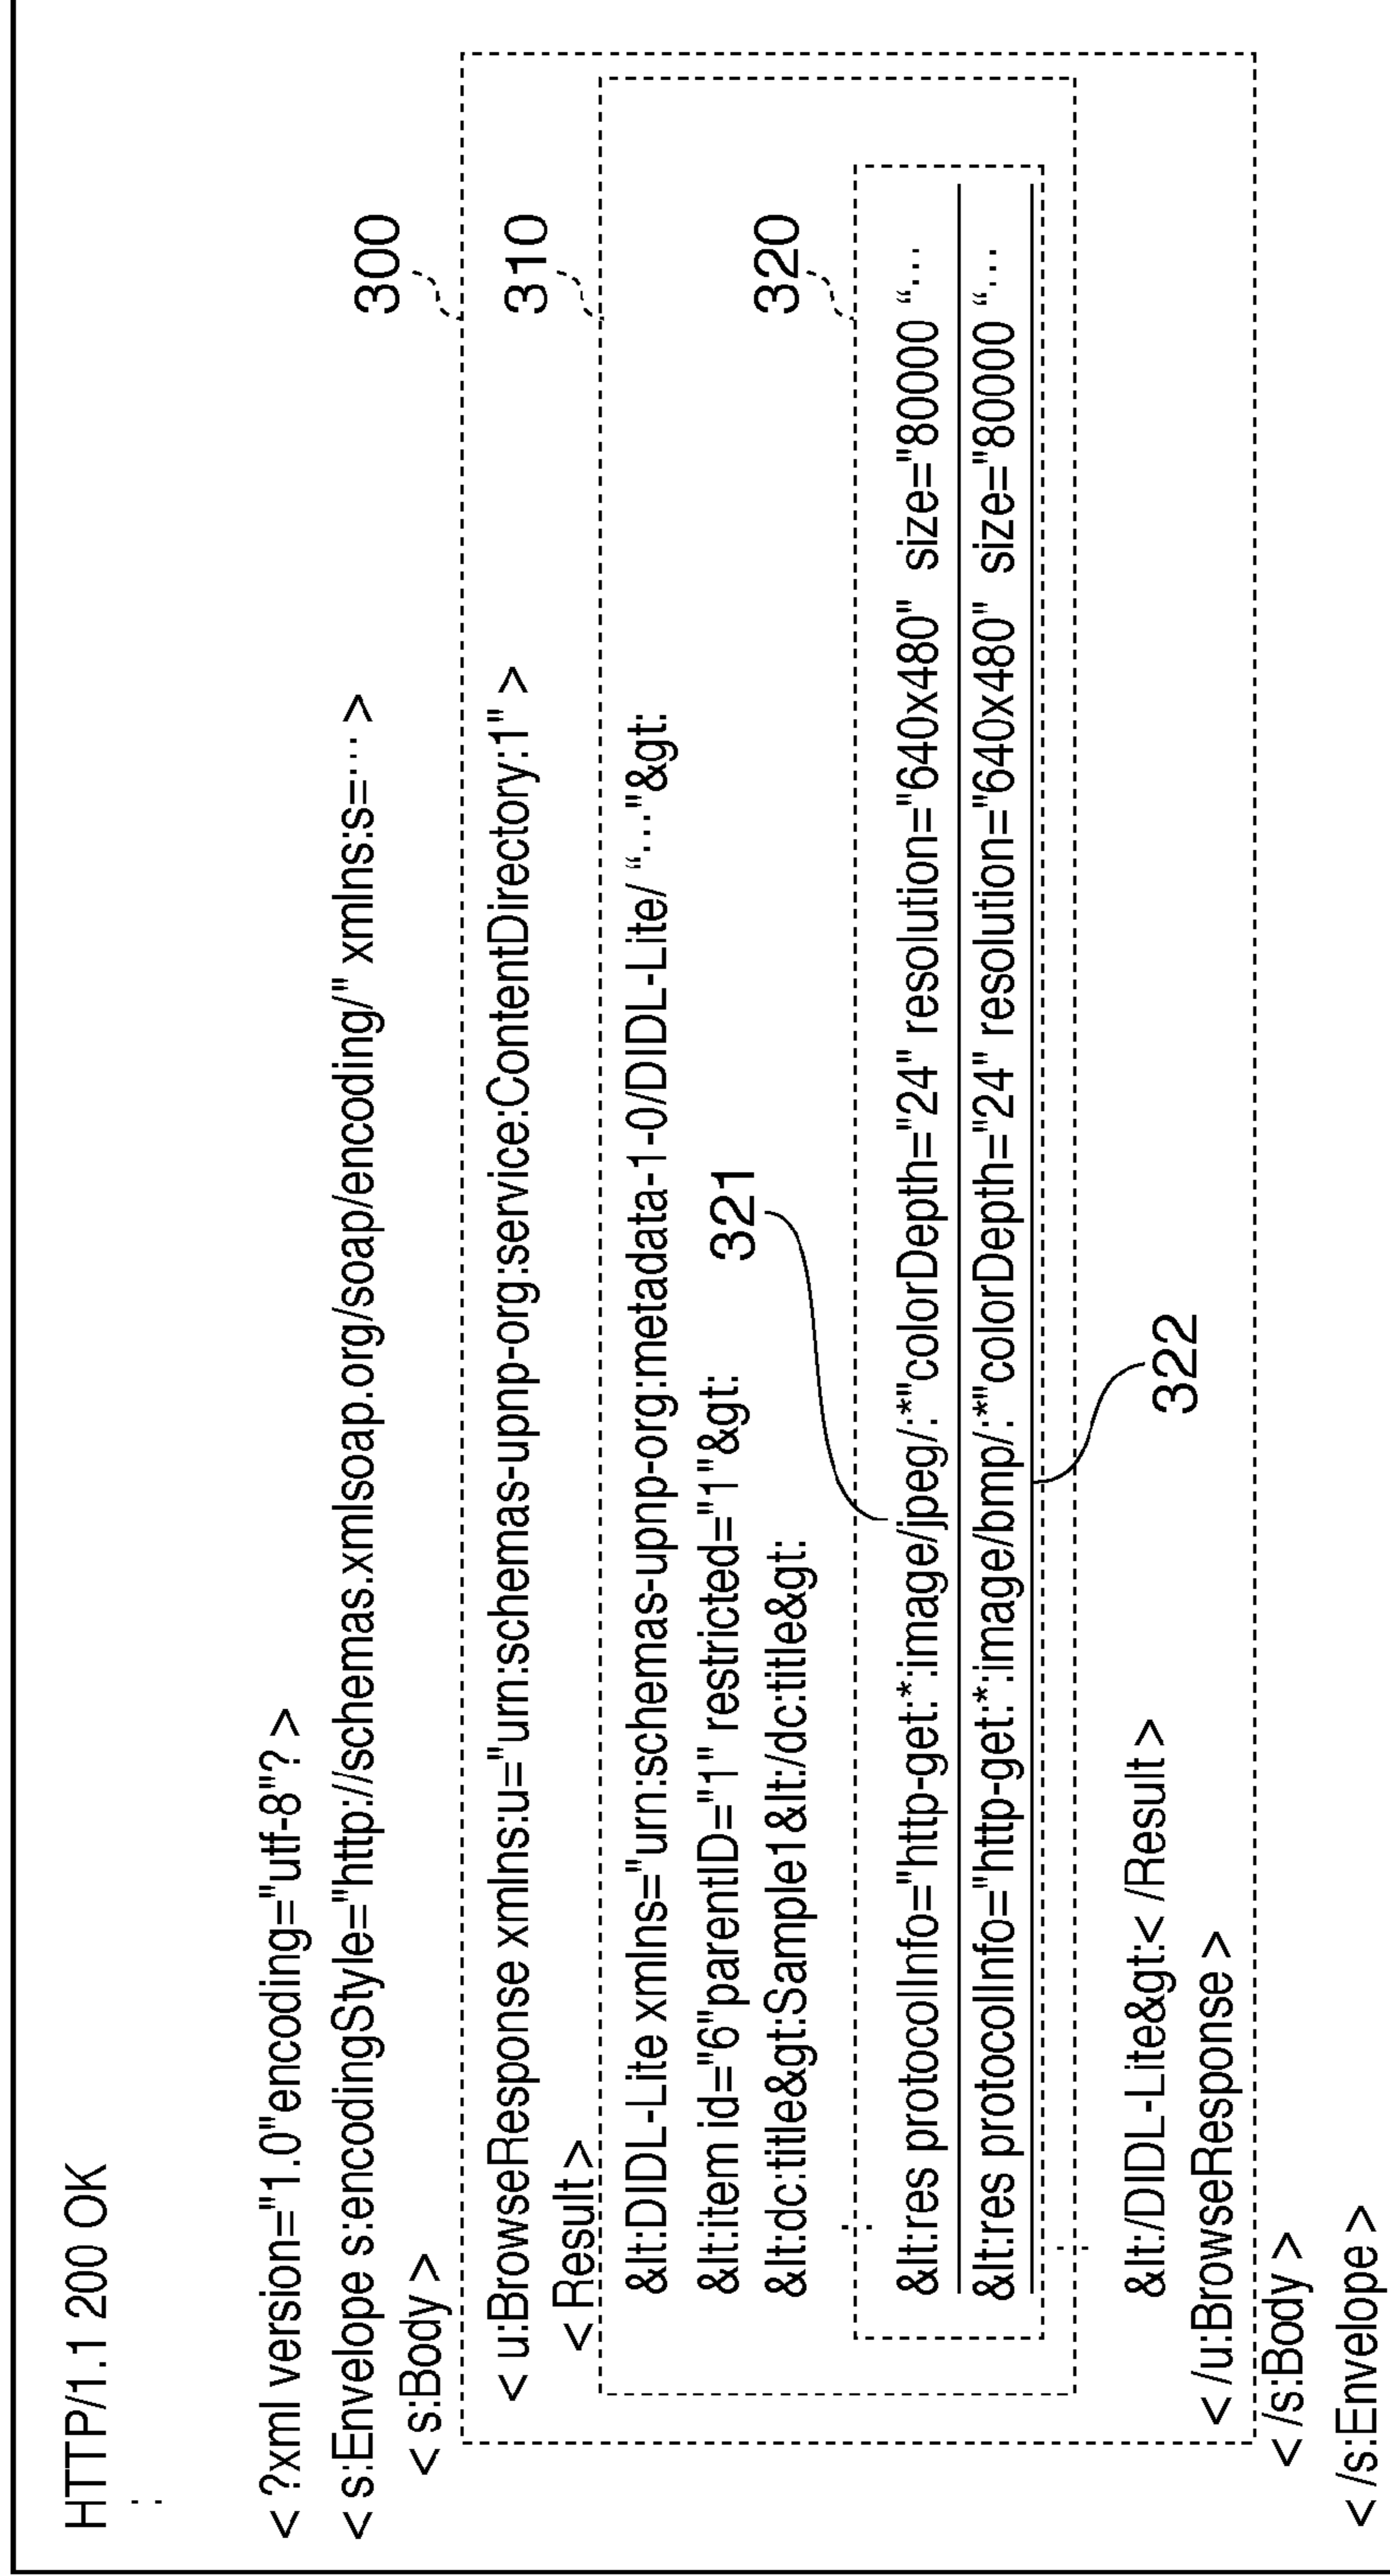 HTTP/1.1 200 OK
:
< ?xml version="1.0"encoding="utf-8"? >
< s:Envelope s:encodingStyle="http://schemas.xmlsoap.org/soap/encoding/" xmlns:s=··· >
< s:Body >
300
< u:BrowseResponse xmlns:u="urn:schemas-upnp-org:service:ContentDirectory:1" >
310
< Result >
&lt:DIDL-Lite xmlns="urn:schemas-upnp-org:metadata-1-0/DIDL-Lite/ “..."&gt:
&lt:item id="6"parentID="1" restricted="1"&gt:
321
320
&lt:dc:title&gt:Sample1&lt:/dc:title&gt:
:
&lt:res protocolInfo="http-get:*:image/jpeg/:*"colorDepth="24" resolution="640x480" size="80000 “...
&lt:res protocolInfo="http-get:*:image/bmp/:*"colorDepth="24" resolution="640x480" size="80000 “...
:
322
&lt:/DIDL-Lite&gt:< /Result >
< /u:BrowseResponse >
< /s:Body >
< /s:Envelope >